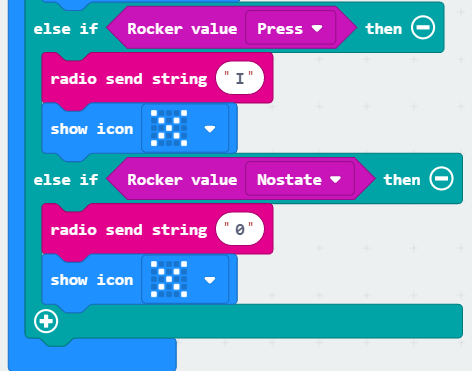 else if Rocker value Press then
radio send string "I"
show icon
else if Rocker value Nostate then
radio send string "0"
show icon